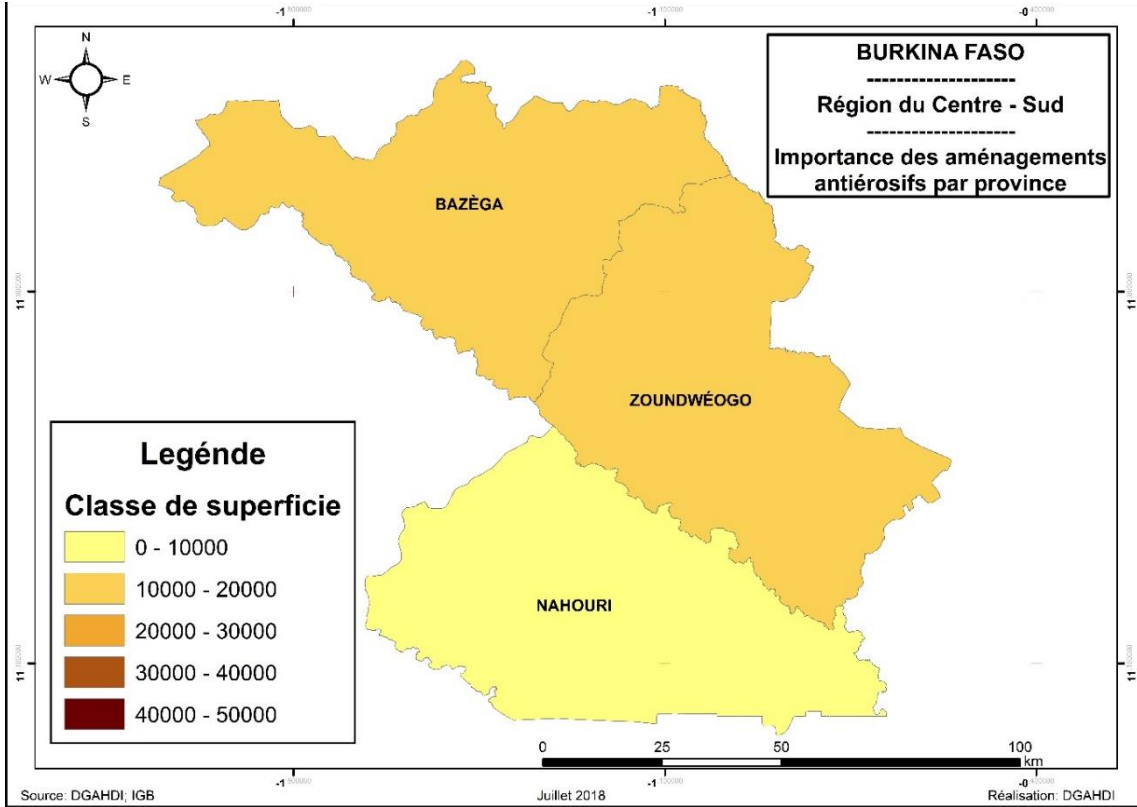 BURKINA FASO
--------------------
Région du Centre - Sud
--------------------
Importance des aménagements
antiérosifs par province
N
W E
S
BAZÈGA
ZOUNDWÉOGO
NAHOURI
Legénde
Classe de superficie
0 - 10000
10000 - 20000
20000 - 30000
30000 - 40000
40000 - 50000
0 25 50 100
km
Source: DGAHDI; IGB
Juillet 2018
Réalisation: DGAHDI